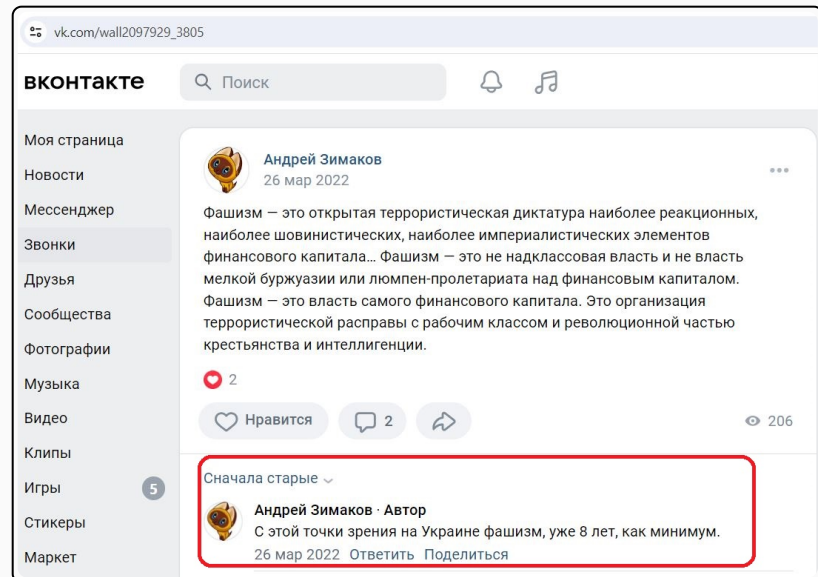 vk.com/wall2097929_3805
вконтакте
Поиск
Моя страница
Новости
Мессенджер
Звонки
Друзья
Сообщества
Фотографии
Музыка
Видео
Клипы
Игры
5
Стикеры
Маркет
Андрей Зимаков
26 мар 2022
Фашизм — это открытая террористическая диктатура наиболее реакционных,
наиболее шовинистических, наиболее империалистических элементов
финансового капитала... Фашизм — это не надклассовая власть и не власть
мелкой буржуазии или люмпен-пролетариата над финансовым капиталом.
Фашизм — это власть самого финансового капитала. Это организация
террористической расправы с рабочим классом и революционной частью
крестьянства и интеллигенции.
2
Нравится
2
206
Сначала старые
Андрей Зимаков · Автор
С этой точки зрения на Украине фашизм, уже 8 лет, как минимум.
26 мар 2022 Ответить Поделиться